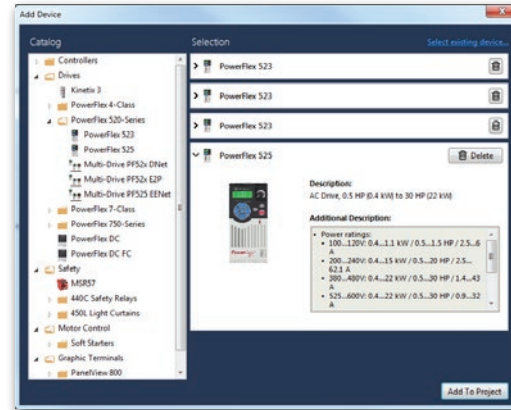 Add Device
Catalog
Controllers
Drives
Kinetix 3
PowerFlex 4-Class
PowerFlex 520-Series
PowerFlex 523
PowerFlex 525
Multi-Drive PF52x DNet
Multi-Drive PF52x E2P
Multi-Drive PF525 EENet
PowerFlex 7-Class
PowerFlex 750-Series
PowerFlex DC
PowerFlex DC FC
Safety
MSR57
440C Safety Relays
450L Light Curtains
Motor Control
Soft Starters
Graphic Terminals
PanelView 800
Selection
Select existing device...
PowerFlex 523
PowerFlex 523
PowerFlex 523
PowerFlex 525
Delete
Description:
AC Drive, 0.5 HP (0.4 kW) to 30 HP (22 kW)
Additional Description:
• Power ratings:
• 100...120V: 0.4...1.1 kW / 0.5...1.5 HP / 2.5...6
A
• 200...240V: 0.4...15 kW / 0.5...20 HP / 2.5...
62.1 A
• 380...480V: 0.4...22 kW / 0.5...30 HP / 1.4...43
A
• 525...600V: 0.4...22 kW / 0.5...30 HP / 0.9...32
A
Add To Project